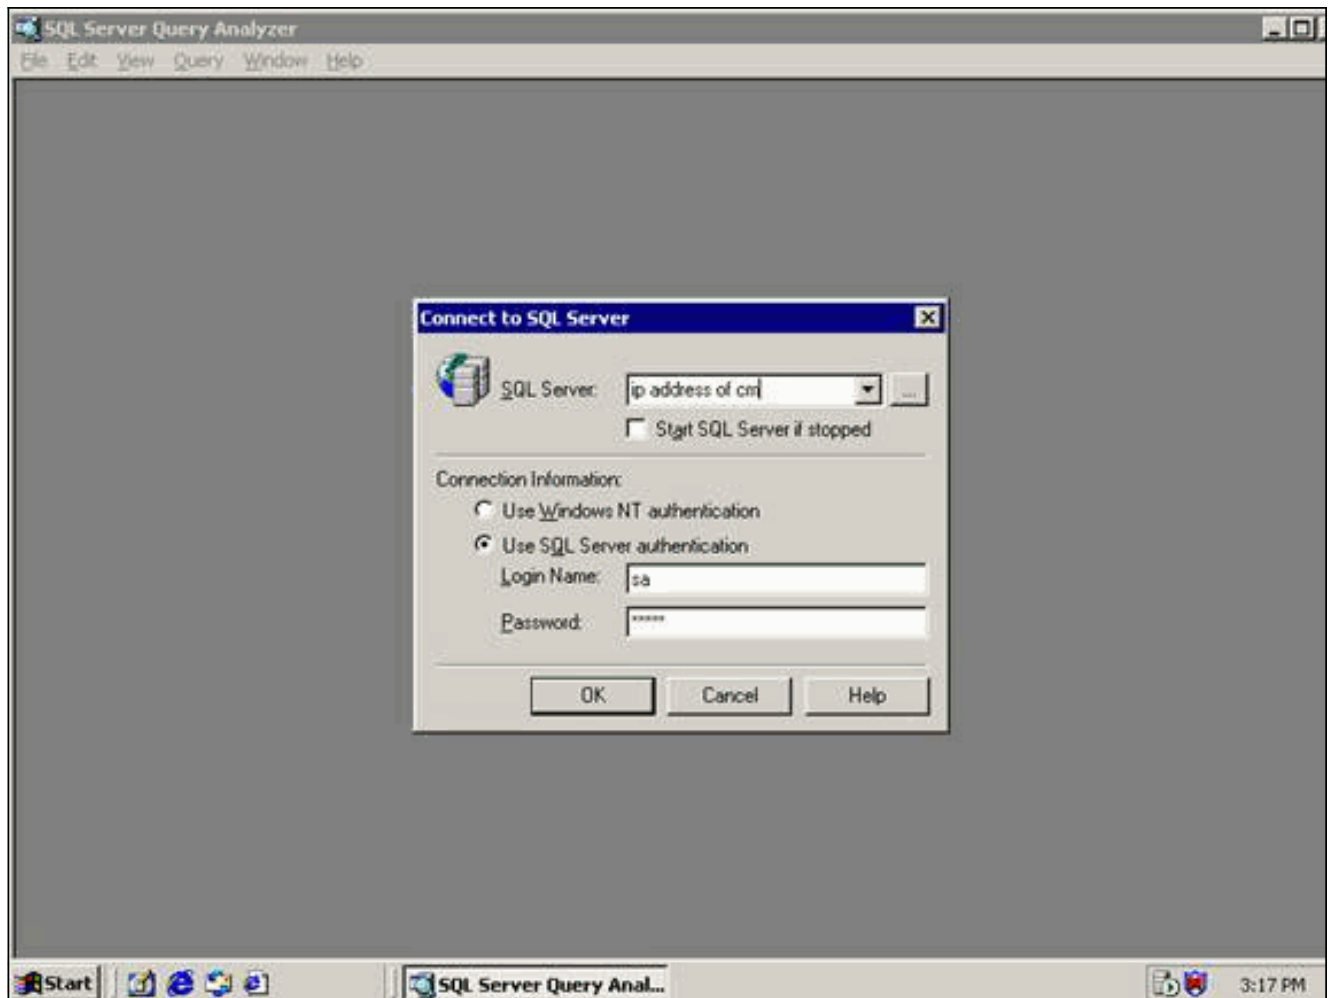 SQL Server Query Analyzer
File Edit View Query Window Help
Connect to SQL Server
SQL Server: ip address of cm ...
Start SQL Server if stopped
Connection Information:
Use Windows NT authentication
Use SQL Server authentication
Login Name: sa
Password: *****
OK Cancel Help
Start SQL Server Query Anal... 3:17 PM